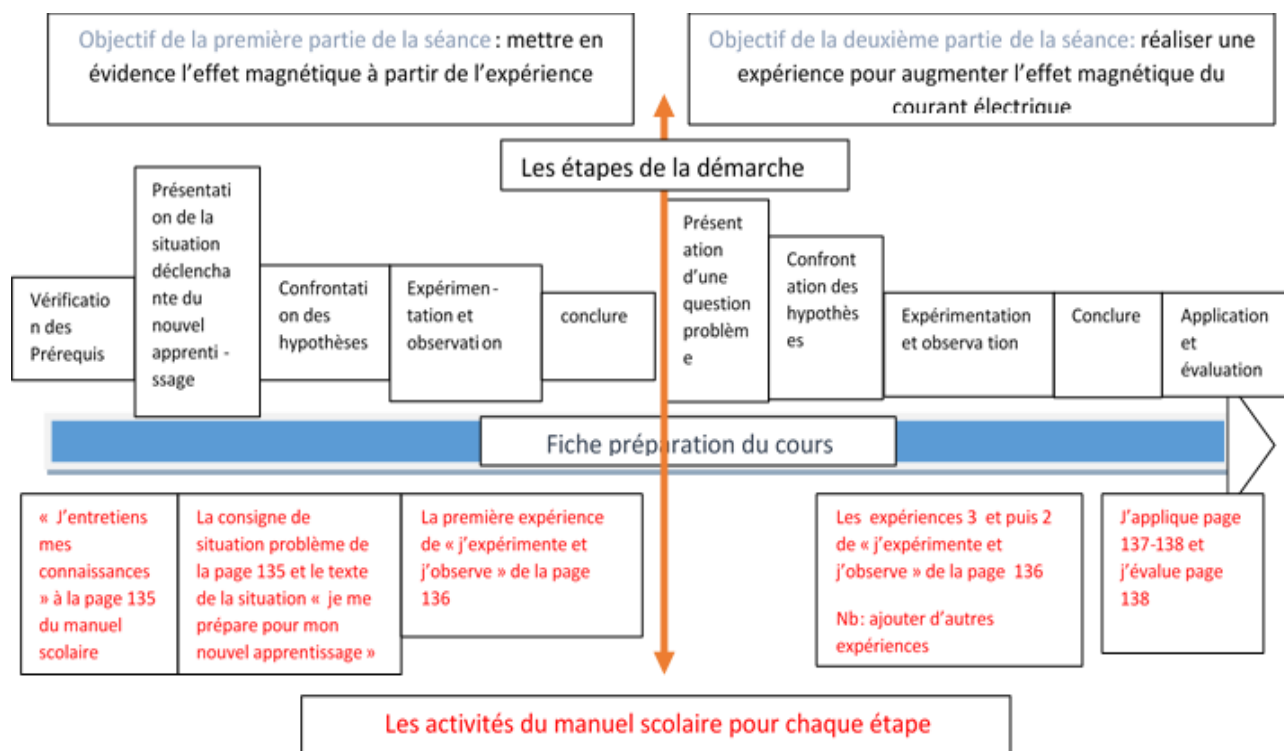 Objectif de la première partie de la séance : mettre en
évidence l'effet magnétique à partir de l'expérience
Objectif de la deuxième partie de la séance: réaliser une
expérience pour augmenter l'effet magnétique du
courant électrique
Les étapes de la démarche
Vérificatio
n des
Prérequis
Présentati
on de la
situation
déclencha
nte du
nouvel
apprenti -
ssage
Confrontati
on des
hypothèses
Expérimen -
tation et
observation
conclure
Présent
ation
d'une
question
problèm
e
Confront
ation des
hypothès
es
Expérimentation
et observa tion
Conclure
Application
et
évaluation
Fiche préparation du cours
« J'entretiens
mes
connaissances
» à la page 135
du manuel
scolaire
La consigne de
situation problème de
la page 135 et le texte
de la situation « je me
prépare pour mon
nouvel apprentissage »
La première expérience
de « j'expérimente et
j'observe » de la page
136
Les expériences 3 et puis 2
de « j'expérimente et
j'observe » de la page 136
Nb: ajouter d'autres
expériences
J'applique page
137-138 et
j'évalue page
138
Les activités du manuel scolaire pour chaque étape